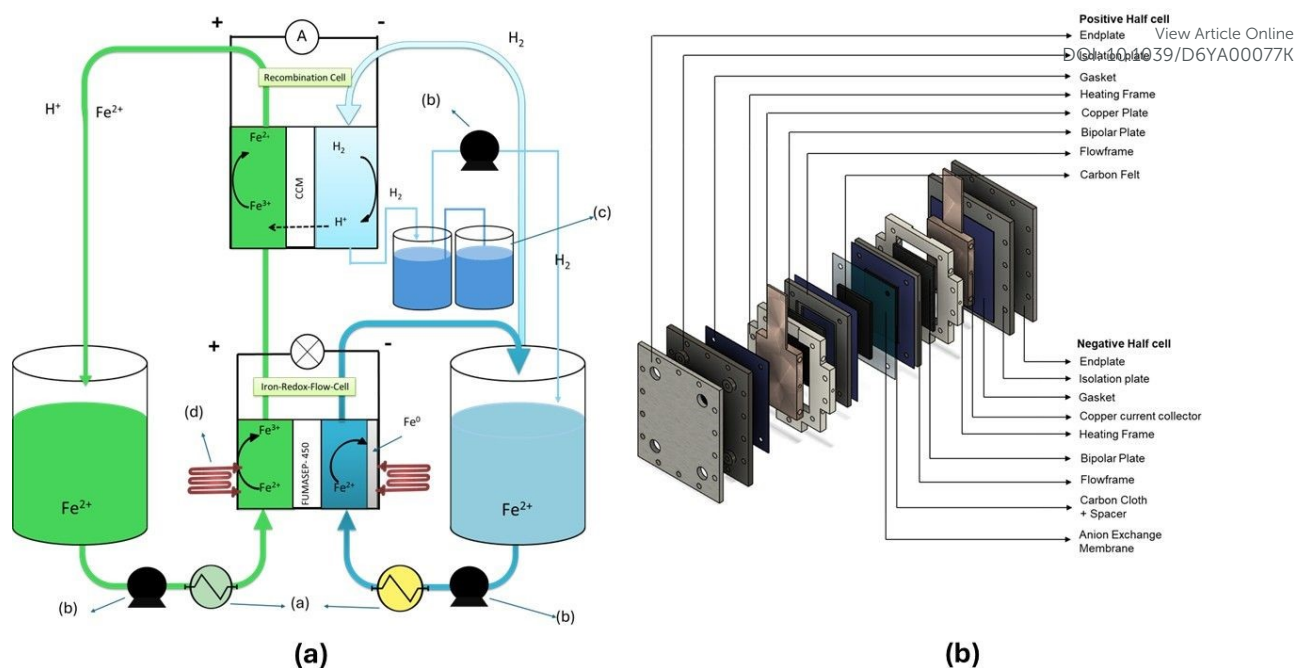 +
A
-
H₂
Recombination Cell
H⁺
Fe²⁺
(b)
Fe²⁺
H₂
CCM
Fe³⁺
H⁺
H₂
(c)
H₂
+
-
Iron-Redox-Flow-Cell
(d)
Fe³⁺
Fe⁰
FUMASEP- 450
Fe²⁺
Fe²⁺
Fe²⁺
Fe²⁺
(b)
(a)
(b)
(a)
Positive Half cell
Endplate
View Article Online
Isolation plate
DOI: 10.1039/D6YA00077K
Gasket
Heating Frame
Copper Plate
Bipolar Plate
Flowframe
Carbon Felt
Negative Half cell
Endplate
Isolation plate
Gasket
Copper current collector
Heating Frame
Bipolar Plate
Flowframe
Carbon Cloth
+ Spacer
Anion Exchange
Membrane
(b)